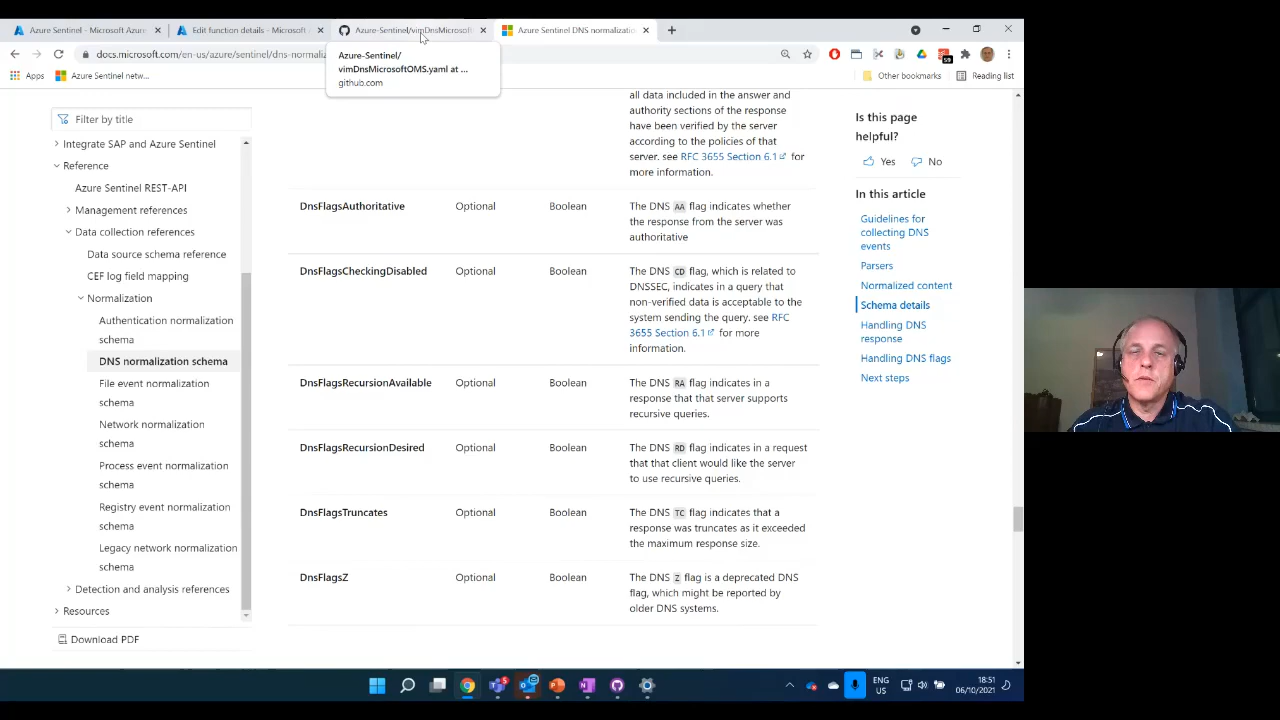 Azure Sentinel - Microsoft Azure
Edit function details - Microsoft
Azure-Sentinel/vimDnsMicrosoft
Azure Sentinel DNS normalizatio
docs.microsoft.com/en-us/azure/sentinel/dns-normaliz
Azure-Sentinel/
vimDnsMicrosoftOMS.yaml at ...
github.com
59
Apps
Azure Sentinel netw...
Other bookmarks
Reading list
Filter by title
Integrate SAP and Azure Sentinel
Reference
Azure Sentinel REST-API
Management references
Data collection references
Data source schema reference
CEF log field mapping
Normalization
Authentication normalization
schema
DNS normalization schema
File event normalization
schema
Network normalization
schema
Process event normalization
schema
Registry event normalization
schema
Legacy network normalization
schema
Detection and analysis references
Resources
Download PDF
all data included in the answer and
authority sections of the response
have been verified by the server
according to the policies of that
server. see RFC 3655 Section 6.1 for
more information.
DnsFlagsAuthoritative Optional Boolean The DNS AA flag indicates whether
the response from the server was
authoritative
DnsFlagsCheckingDisabled Optional Boolean The DNS CD flag, which is related to
DNSSEC, indicates in a query that
non-verified data is acceptable to the
system sending the query. see RFC
3655 Section 6.1 for more
information.
DnsFlagsRecursionAvailable Optional Boolean The DNS RA flag indicates in a
response that that server supports
recursive queries.
DnsFlagsRecursionDesired Optional Boolean The DNS RD flag indicates in a request
that that client would like the server
to use recursive queries.
DnsFlagsTruncates Optional Boolean The DNS TC flag indicates that a
response was truncates as it exceeded
the maximum response size.
DnsFlagsZ Optional Boolean The DNS Z flag is a deprecated DNS
flag, which might be reported by
older DNS systems.
Is this page
helpful?
Yes No
In this article
Guidelines for
collecting DNS
events
Parsers
Normalized content
Schema details
Handling DNS
response
Handling DNS flags
Next steps
ENG
US
18:51
06/10/2021